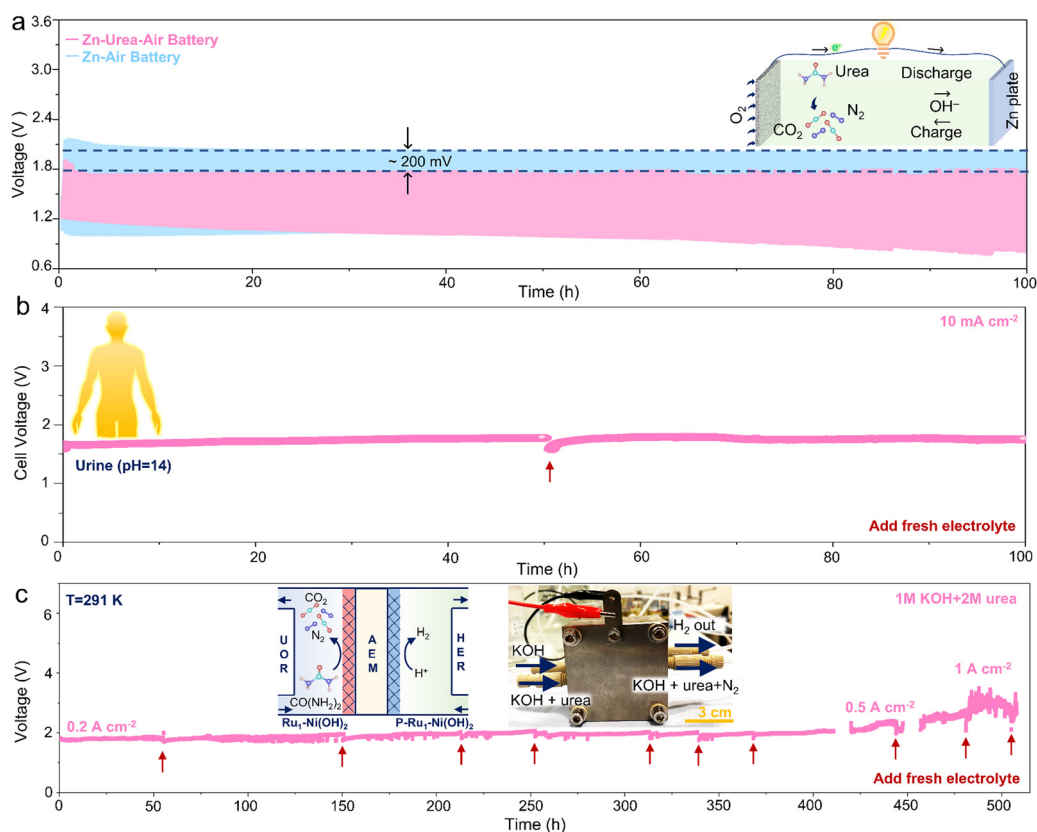 a
3.6
3.0
2.4
1.8
1.2
0.6
Voltage (V )
Zn-Urea-Air Battery
Zn-Air Battery
~ 200 mV
e⁻
Urea
Discharge
O₂
N₂
CO₂
OH⁻
Charge
Zn plate
0 20 40 60 80 100
Time (h)
b
4
3
2
1
0
Cell Voltage (V)
10 mA cm⁻²
Urine (pH=14)
Add fresh electrolyte
0 20 40 60 80 100
Time (h)
c
6
4
2
0
Voltage (V)
T=291 K
1M KOH+2M urea
CO₂
N₂
UOR
AEM
H₂
H⁺
HER
CO(NH₂)₂
Ru₁-Ni(OH)₂
P-Ru₁-Ni(OH)₂
KOH
KOH + urea
H₂ out
KOH + urea+N₂
3 cm
0.2 A cm⁻²
0.5 A cm⁻²
1 A cm⁻²
Add fresh electrolyte
0 50 100 150 200 250 300 350 400 450 500
Time (h)